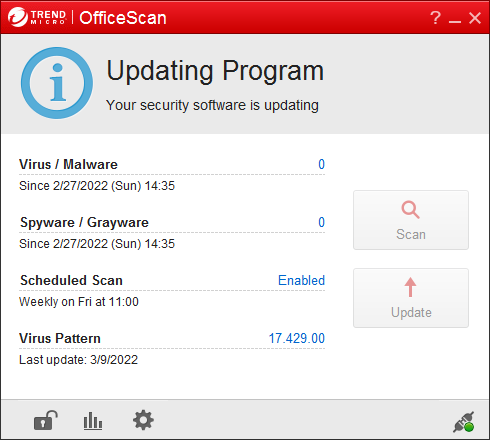 TREND MICRO | OfficeScan ?
Updating Program
Your security software is updating
Virus / Malware 0
Since 2/27/2022 (Sun) 14:35
Spyware / Grayware 0
Since 2/27/2022 (Sun) 14:35
Scheduled Scan Enabled
Weekly on Fri at 11:00
Virus Pattern 17.429.00
Last update: 3/9/2022
Scan
Update